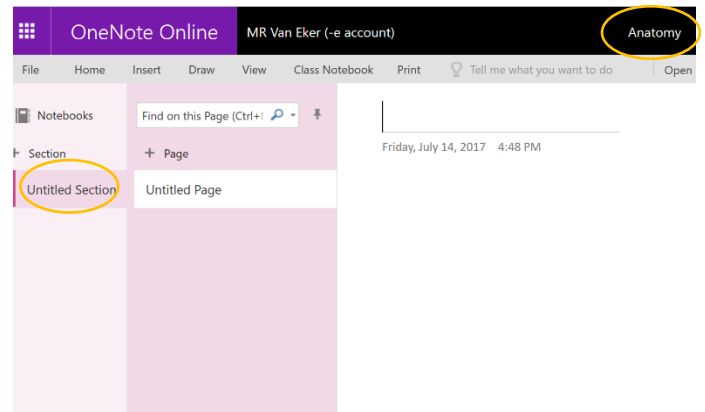 OneNote Online MR Van Eker (-e account) Anatomy
File Home Insert Draw View Class Notebook Print Tell me what you want to do Open
Notebooks
Find on this Page (Ctrl+
+ Section
+ Page
Friday, July 14, 2017 4:48 PM
Untitled Section
Untitled Page